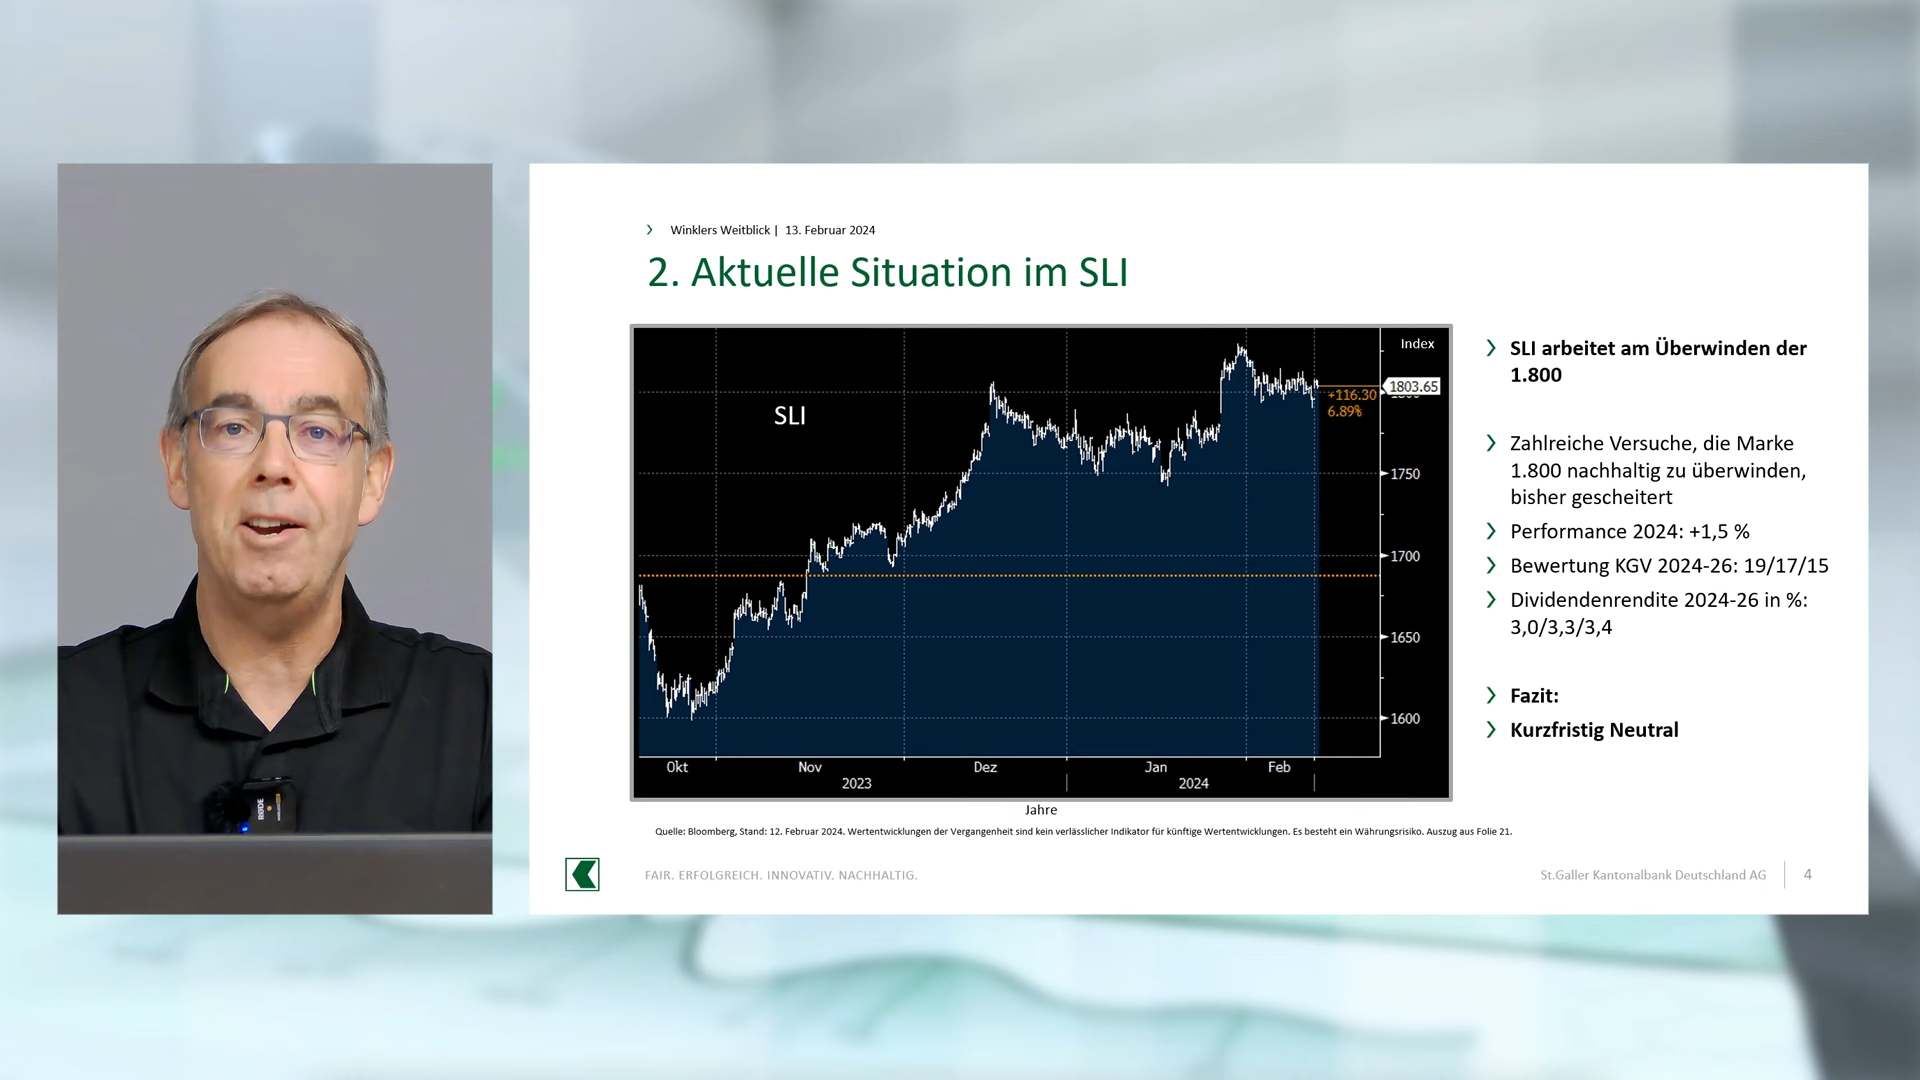 Winklers Weitblick | 13. Februar 2024
2. Aktuelle Situation im SLI
Index
SLI
1803.65
+116.30
6.89%
1750
1700
1650
1600
Okt
Nov
Dez
Jan
Feb
2023
2024
Jahre
SLI arbeitet am Überwinden der
1.800
Zahlreiche Versuche, die Marke
1.800 nachhaltig zu überwinden,
bisher gescheitert
Performance 2024: +1,5 %
Bewertung KGV 2024-26: 19/17/15
Dividendenrendite 2024-26 in %:
3,0/3,3/3,4
Fazit:
Kurzfristig Neutral
Quelle: Bloomberg, Stand: 12. Februar 2024. Wertentwicklungen der Vergangenheit sind kein verlässlicher Indikator für künftige Wertentwicklungen. Es besteht ein Währungsrisiko. Auszug aus Folie 21.
FAIR. ERFOLGREICH. INNOVATIV. NACHHALTIG.
St.Galler Kantonalbank Deutschland AG
4
RØDE